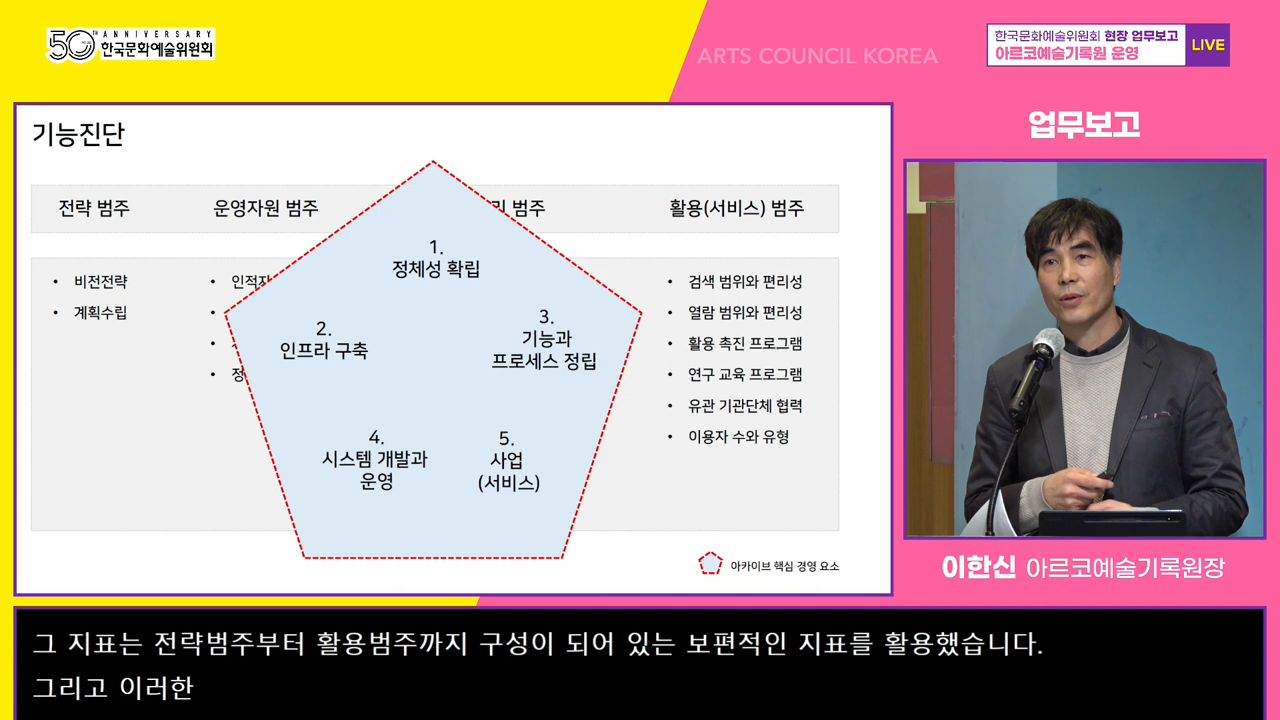 50TH ANNIVERSARY
한국문화예술위원회
ARTS COUNCIL KOREA
한국문화예술위원회 현장 업무보고
아르코예술기록원 운영
LIVE
기능진단
전략 범주
운영자원 범주
범주
활용(서비스) 범주
• 비전전략
• 계획수립
• 인적자
•
•
• 정
1.
정체성 확립
2.
인프라 구축
3.
기능과
프로세스 정립
4.
시스템 개발과
운영
5.
사업
(서비스)
• 검색 범위와 편리성
• 열람 범위와 편리성
• 활용 촉진 프로그램
• 연구 교육 프로그램
• 유관 기관단체 협력
• 이용자 수와 유형
아카이브 핵심 경영 요소
업무보고
이한신 아르코예술기록원장
그 지표는 전략범주부터 활용범주까지 구성이 되어 있는 보편적인 지표를 활용했습니다.
그리고 이러한